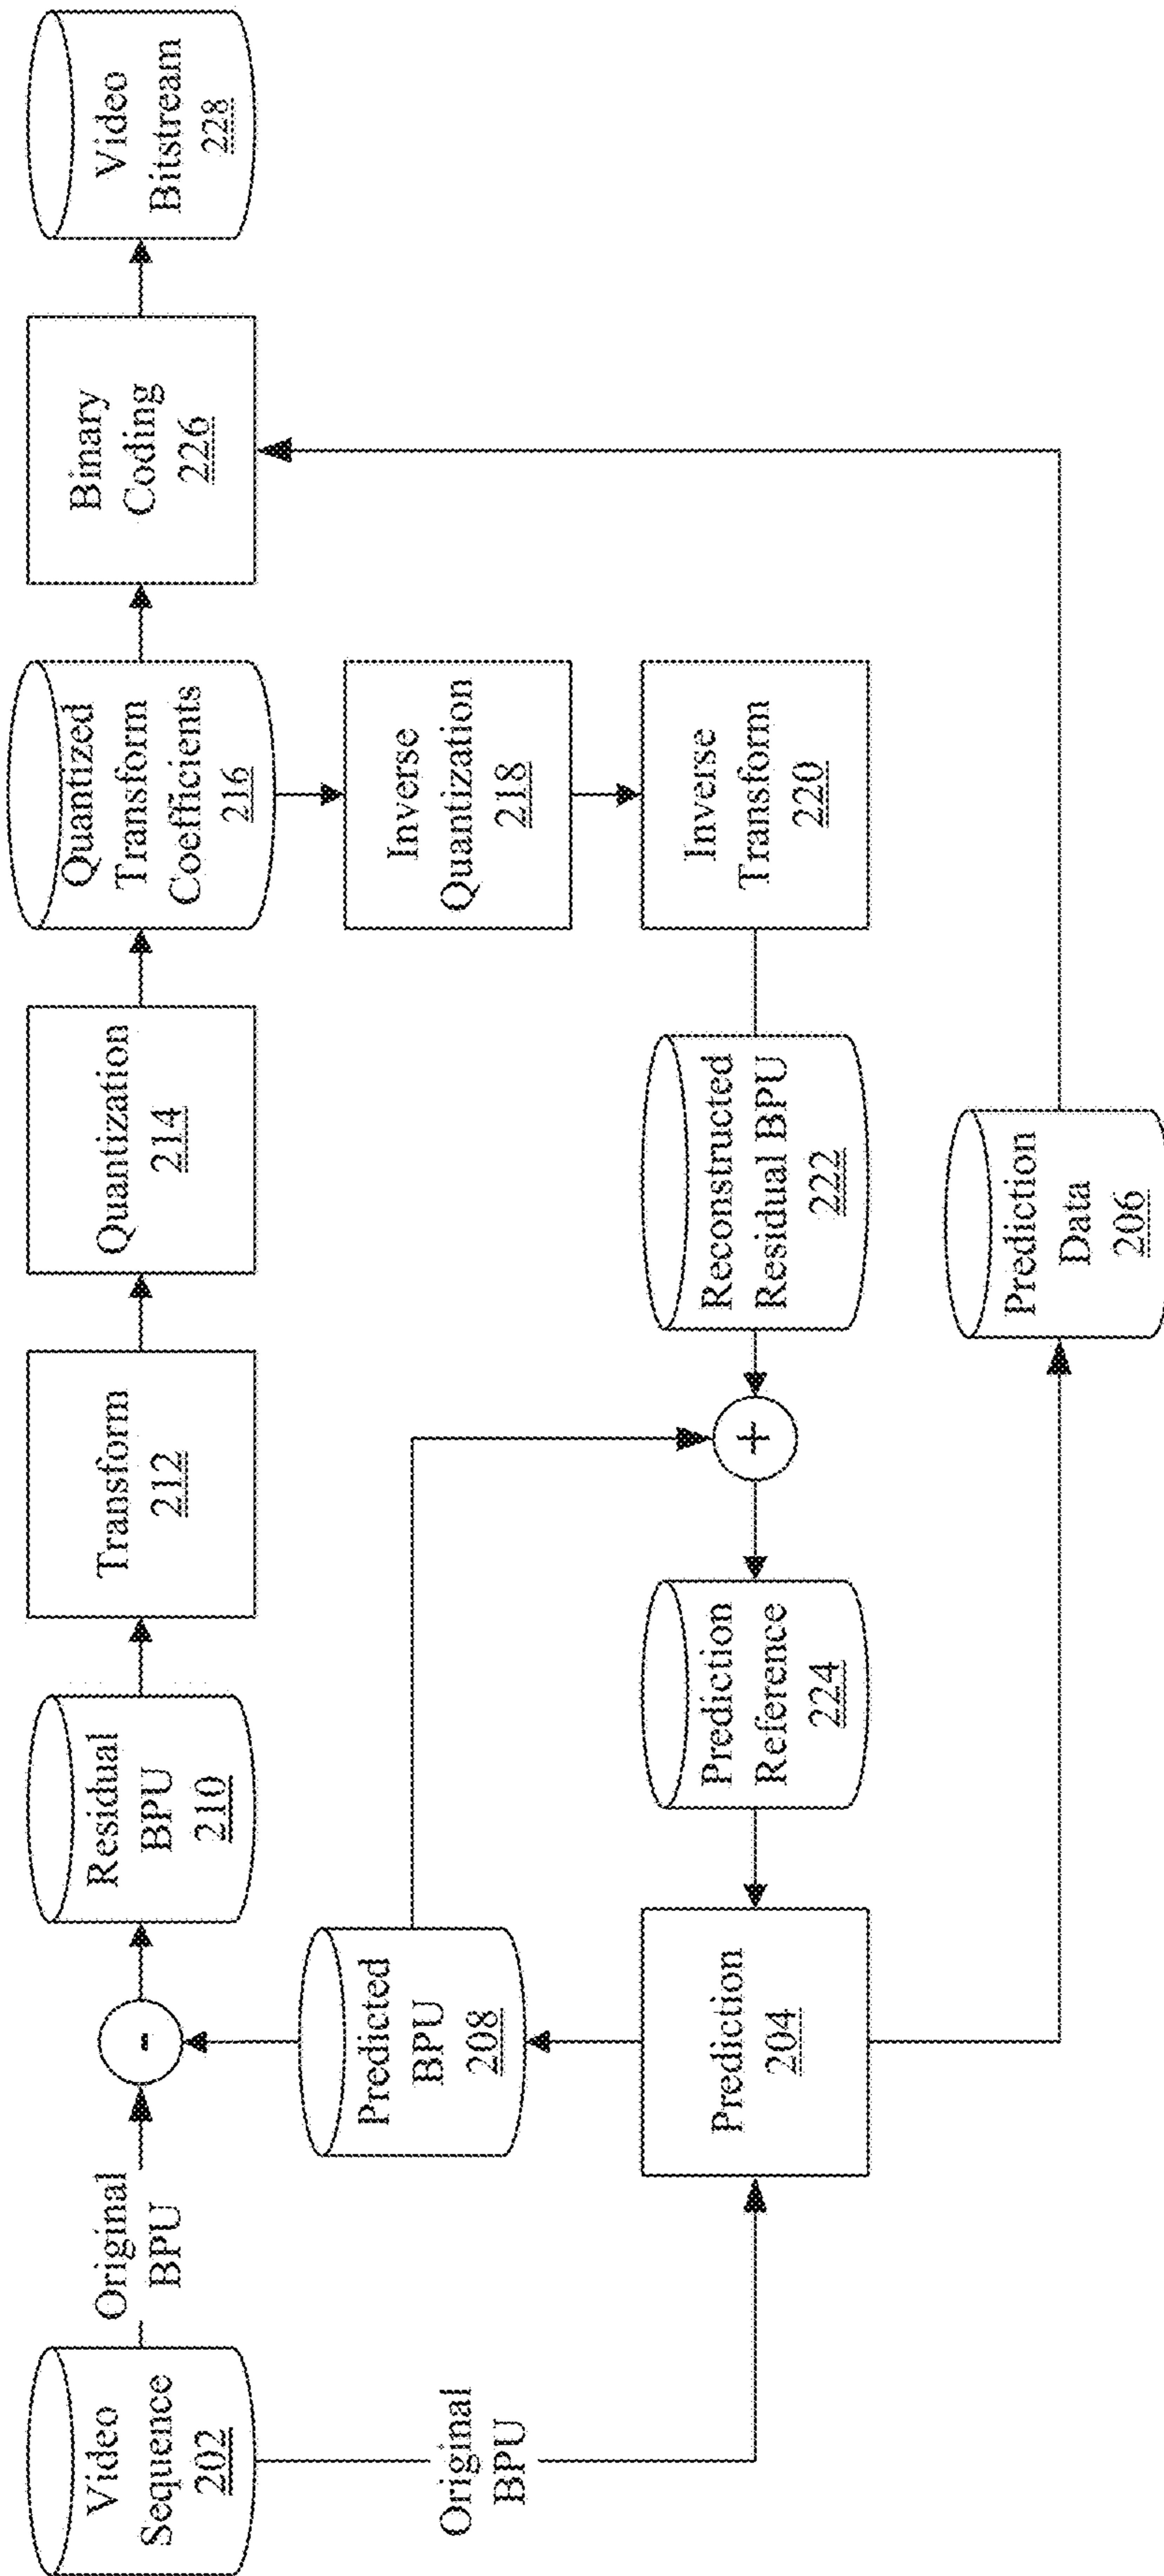 Video
Sequence
202
Original
BPU
-
Residual
BPU
210
Transform
212
Quantization
214
Quantized
Transform
Coefficients
216
Binary
Coding
226
Video
Bitstream
228
Original
BPU
Predicted
BPU
208
Inverse
Quantization
218
Prediction
204
Prediction
Reference
224
+
Reconstructed
Residual BPU
222
Inverse
Transform
220
Prediction
Data
206